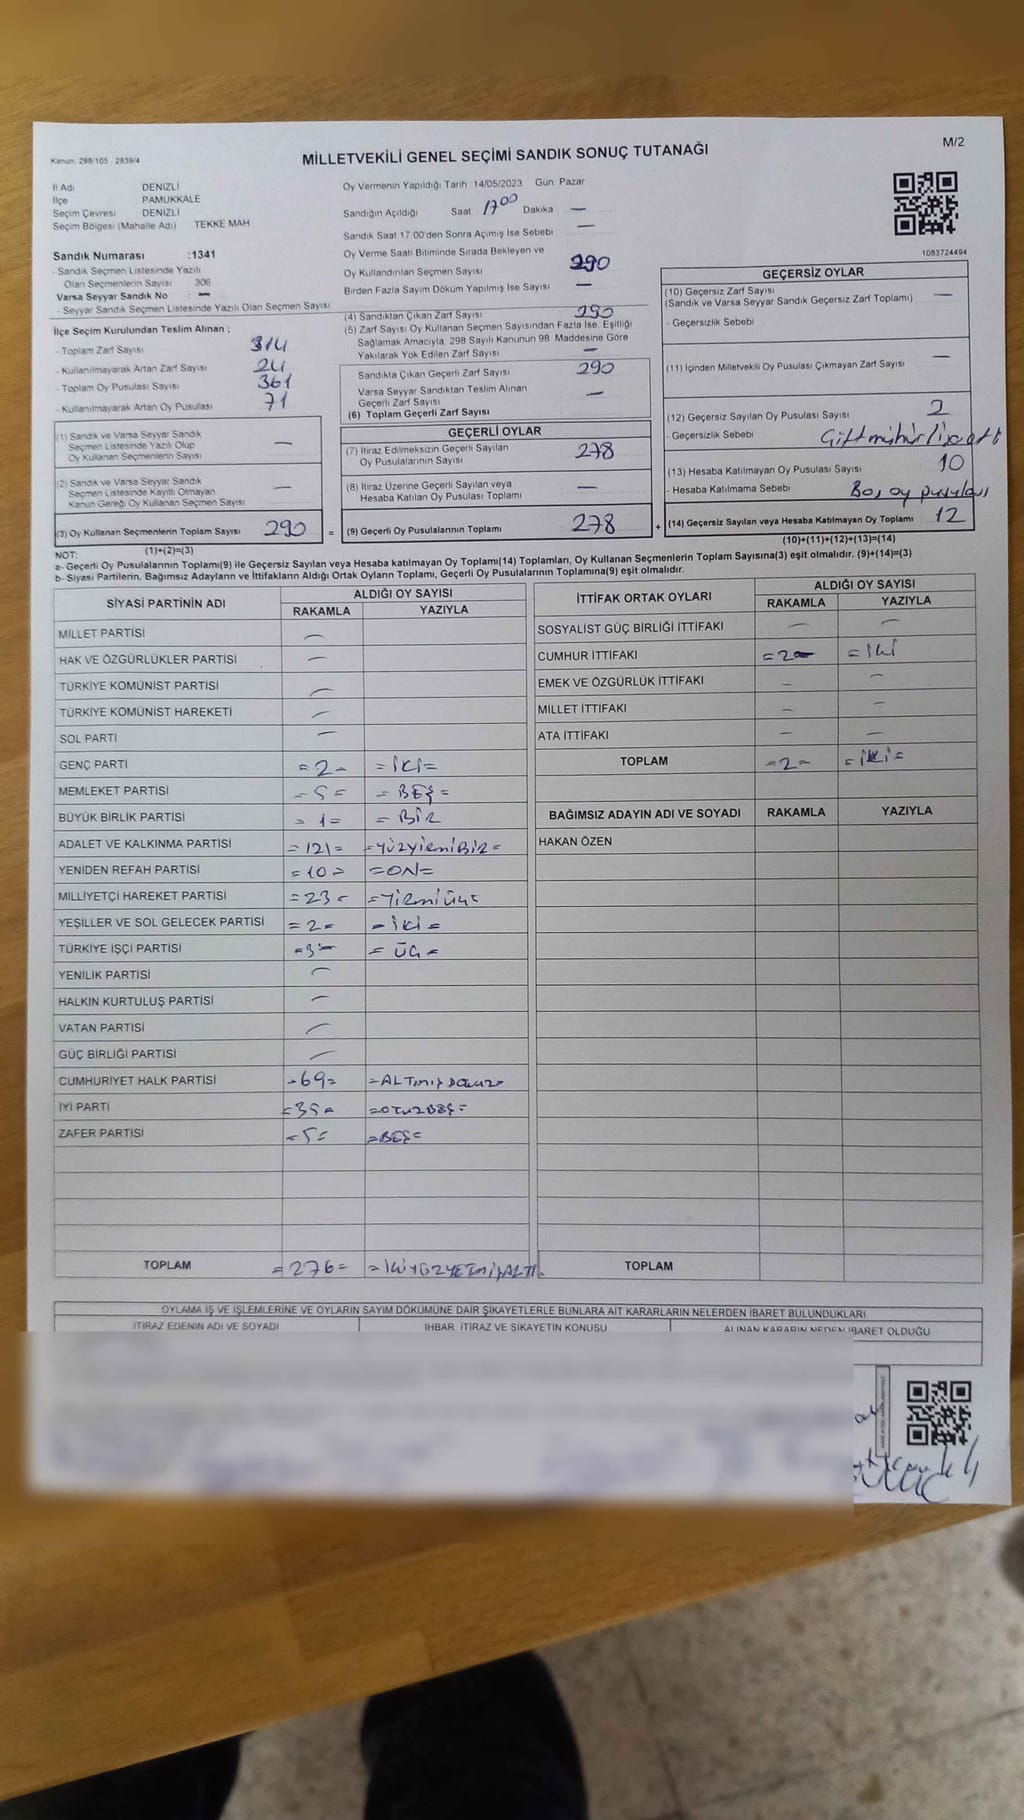 M/2
Kanun: 298/105 , 2839/4
MİLLETVEKİLİ GENEL SEÇİMİ SANDIK SONUÇ TUTANAĞI
İl Adı DENİZLİ
İlçe PAMUKKALE
Seçim Çevresi DENİZLİ
Seçim Bölgesi (Mahalle Adı) TEKKE MAH
Sandık Numarası :1341
- Sandık Seçmen Listesinde Yazılı
Olan Seçmenlerin Sayısı 306
Varsa Seyyar Sandık No : —
- Seyyar Sandık Seçmen Listesinde Yazılı Olan Seçmen Sayısı
İlçe Seçim Kurulundan Teslim Alınan ;
- Toplam Zarf Sayısı 314
- Kullanılmayarak Artan Zarf Sayısı 24
- Toplam Oy Pusulası Sayısı 361
- Kullanılmayarak Artan Oy Pusulası 71
(1) Sandık ve Varsa Seyyar Sandık
Seçmen Listesinde Yazılı Olup
Oy Kullanan Seçmenlerin Sayısı —
(2) Sandık ve Varsa Seyyar Sandık
Seçmen Listesinde Kayıtlı Olmayan
Kanun Gereği Oy Kullanan Seçmen Sayısı —
(3) Oy Kullanan Seçmenlerin Toplam Sayısı 290 =
(1)+(2)=(3)
Oy Vermenin Yapıldığı Tarih 14/05/2023 Gün Pazar
Sandığın Açıldığı Saat 17 00 Dakika —
Sandık Saat 17:00'den Sonra Açımış İse Sebebi —
Oy Verme Saati Bitiminde Sırada Bekleyen ve
Oy Kullandırılan Seçmen Sayısı 290
Birden Fazla Sayım Döküm Yapılmış İse Sayısı —
(4) Sandıktan Çıkan Zarf Sayısı 290
(5) Zarf Sayısı Oy Kullanan Seçmen Sayısından Fazla İse, Eşitliği
Sağlamak Amacıyla, 298 Sayılı Kanunun 98 Maddesine Göre
Yakılarak Yok Edilen Zarf Sayısı —
Sandıkta Çıkan Geçerli Zarf Sayısı 290
Varsa Seyyar Sandıktan Teslim Alınan
Geçerli Zarf Sayısı —
(6) Toplam Geçerli Zarf Sayısı
GEÇERLİ OYLAR
(7) İtiraz Edilmeksizin Geçerli Sayılan
Oy Pusulalarının Sayısı 278
(8) İtiraz Üzerine Geçerli Sayılan veya
Hesaba Katılan Oy Pusulası Toplamı —
(9) Geçerli Oy Pusulalarının Toplamı 278 +
1083724494
GEÇERSİZ OYLAR
(10) Geçersiz Zarf Sayısı
(Sandık ve Varsa Seyyar Sandık Geçersiz Zarf Toplamı) —
- Geçersizlik Sebebi
(11) İçinden Milletvekili Oy Pusulası Çıkmayan Zarf Sayısı —
(12) Geçersiz Sayılan Oy Pusulası Sayısı 2
- Geçersizlik Sebebi
(13) Hesaba Katılmayan Oy Pusulası Sayısı 10
- Hesaba Katılmama Sebebi Boş oy pusulası
(14) Geçersiz Sayılan veya Hesaba Katılmayan Oy Toplamı 12
(10)+(11)+(12)+(13)=(14)
NOT:
a- Geçerli Oy Pusulalarının Toplamı(9) ile Geçersiz Sayılan veya Hesaba katılmayan Oy Toplamı(14) Toplamları, Oy Kullanan Seçmenlerin Toplam Sayısına(3) eşit olmalıdır. (9)+(14)=(3)
b- Siyasi Partilerin, Bağımsız Adayların ve İttifakların Aldığı Ortak Oyların Toplamı, Geçerli Oy Pusulalarının Toplamına(9) eşit olmalıdır.
SİYASİ PARTİNİN ADI ALDIĞI OY SAYISI
RAKAMLA YAZIYLA
MİLLET PARTİSİ —
HAK VE ÖZGÜRLÜKLER PARTİSİ —
TÜRKİYE KOMÜNİST PARTİSİ —
TÜRKİYE KOMÜNİST HAREKETİ —
SOL PARTİ —
GENÇ PARTİ =2- =İKİ=
MEMLEKET PARTİSİ -5= =BEŞ=
BÜYÜK BİRLİK PARTİSİ =1= =BİR
ADALET VE KALKINMA PARTİSİ =121= =YÜZYİRMİBİR=
YENİDEN REFAH PARTİSİ =10= =ON=
MİLLİYETÇİ HAREKET PARTİSİ =23- =YİRMİÜÇ=
YEŞİLLER VE SOL GELECEK PARTİSİ =2= =İKİ=
TÜRKİYE İŞÇİ PARTİSİ =3- =ÜÇ=
YENİLİK PARTİSİ —
HALKIN KURTULUŞ PARTİSİ —
VATAN PARTİSİ —
GÜÇ BİRLİĞİ PARTİSİ —
CUMHURİYET HALK PARTİSİ =69= =ALTMIŞDOKUZ=
İYİ PARTİ =35= =OTUZBEŞ=
ZAFER PARTİSİ =5= =BEŞ=
TOPLAM =276= =İKİYÜZYETMİŞALTI=
İTTİFAK ORTAK OYLARI ALDIĞI OY SAYISI
RAKAMLA YAZIYLA
SOSYALİST GÜÇ BİRLİĞİ İTTİFAKI — —
CUMHUR İTTİFAKI =2= =İKİ
EMEK VE ÖZGÜRLÜK İTTİFAKI — —
MİLLET İTTİFAKI — —
ATA İTTİFAKI — —
TOPLAM =2- =İKİ=
BAĞIMSIZ ADAYIN ADI VE SOYADI RAKAMLA YAZIYLA
HAKAN ÖZEN
TOPLAM
OYLAMA İŞ VE İŞLEMLERİNE VE OYLARIN SAYIM DÖKÜMÜNE DAİR ŞİKAYETLERLE BUNLARA AİT KARARLARIN NELERDEN İBARET BULUNDUKLARI
İTİRAZ EDENİN ADI VE SOYADI İHBAR, İTİRAZ VE ŞİKAYETİN KONUSU ALINAN KARARIN NEDEN İBARET OLDUĞU